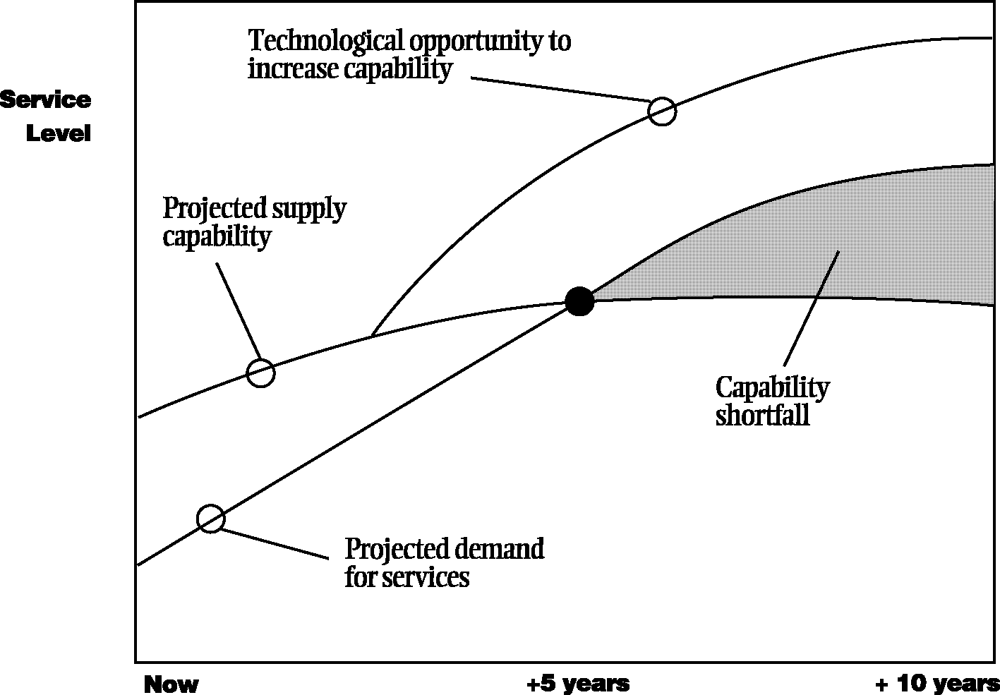 Technological opportunity to
increase capability
Service
Level
Projected supply
capability
Capability
shortfall
Projected demand
for services
Now
+5 years
+ 10 years